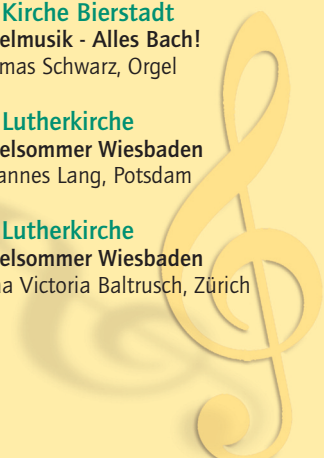 Kirche Bierstadt
elmusik - Alles Bach!
mas Schwarz, Orgel
Lutherkirche
elsommer Wiesbaden
annes Lang, Potsdam
Lutherkirche
elsommer Wiesbaden
na Victoria Baltrusch, Zürich